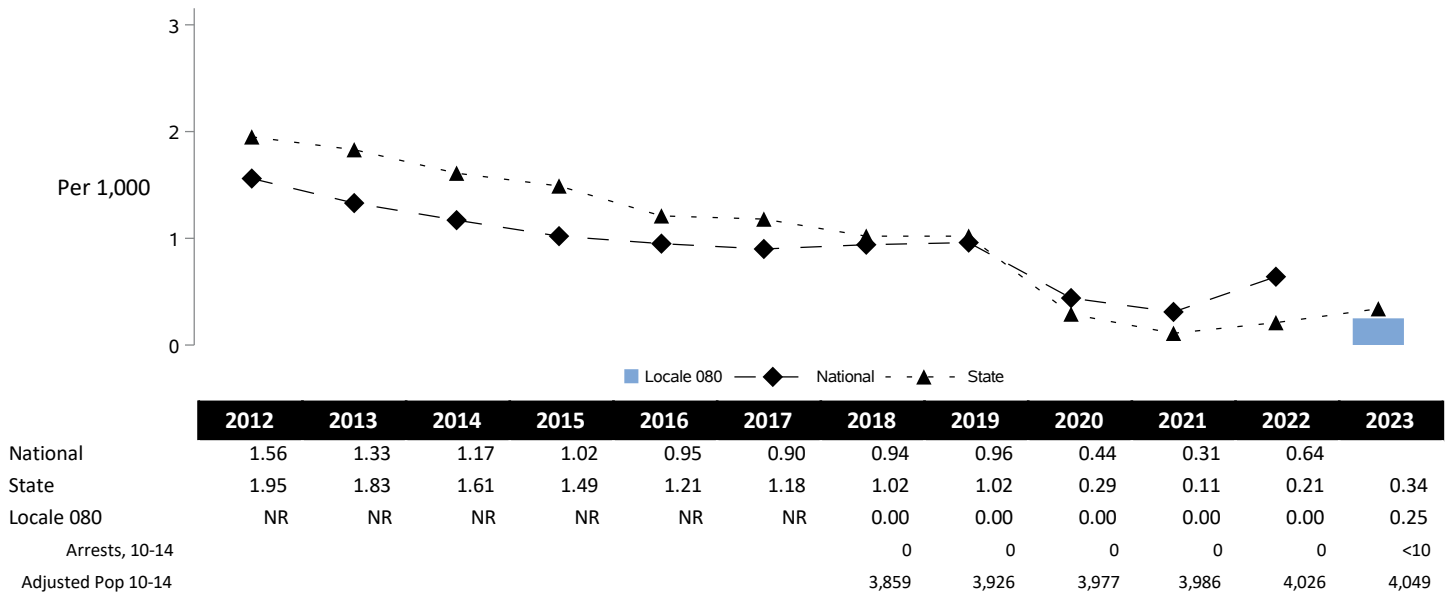 3
2
Per 1,000
1
0
Locale 080 National State
2012 2013 2014 2015 2016 2017 2018 2019 2020 2021 2022 2023
National 1.56 1.33 1.17 1.02 0.95 0.90 0.94 0.96 0.44 0.31 0.64
State 1.95 1.83 1.61 1.49 1.21 1.18 1.02 1.02 0.29 0.11 0.21 0.34
Locale 080 NR NR NR NR NR NR 0.00 0.00 0.00 0.00 0.00 0.25
Arrests, 10-14 0 0 0 0 0 <10
Adjusted Pop 10-14 3,859 3,926 3,977 3,986 4,026 4,049